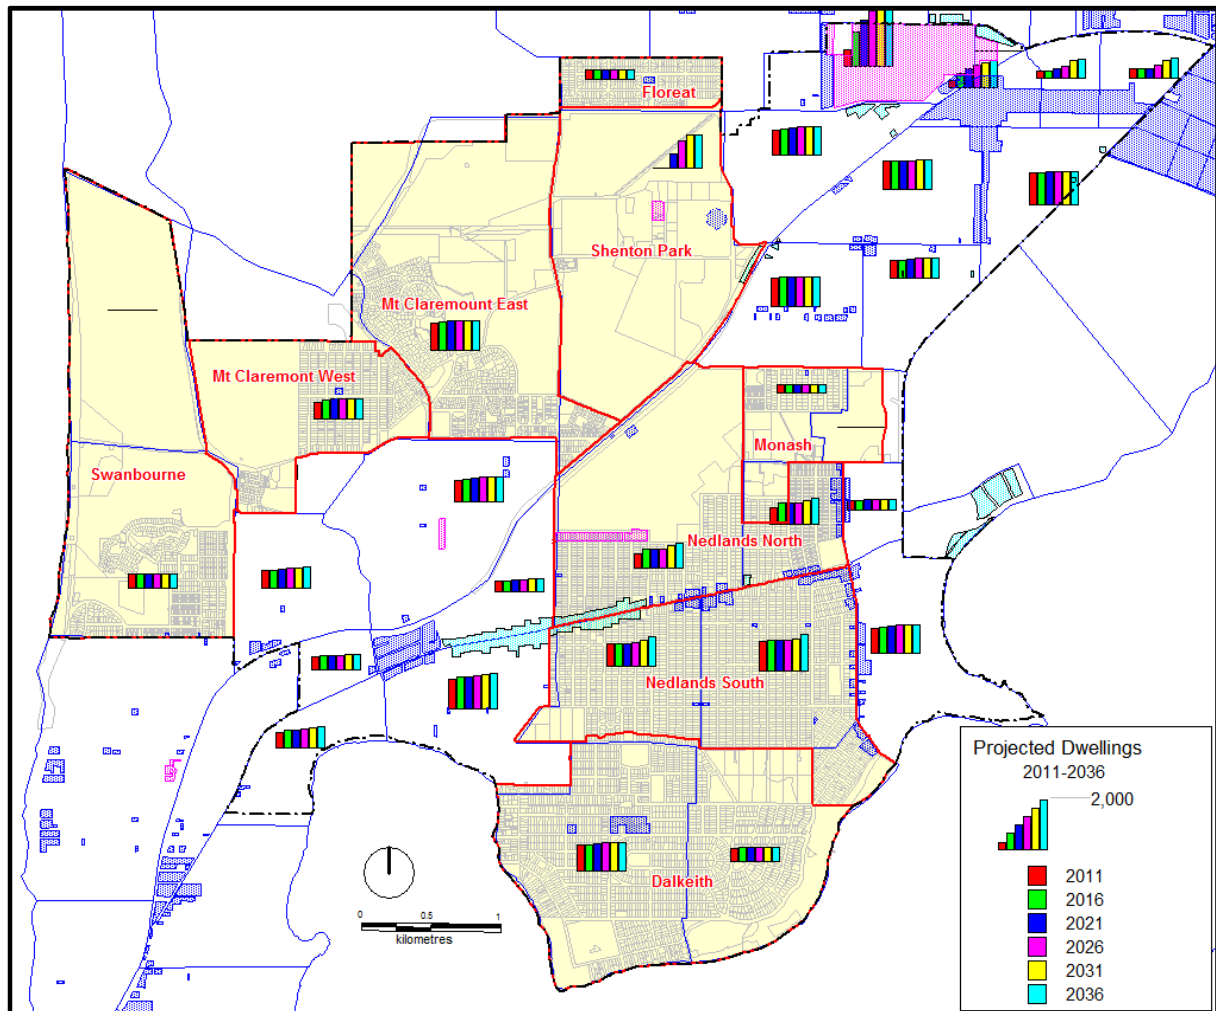 Floreat
Shenton Park
Mt Claremount East
Mt Claremont West
Monash
Swanbourne
Nedlands North
Nedlands South
Dalkeith
0 0.5 1
kilometres
Projected Dwellings
2011-2036
2,000
2011
2016
2021
2026
2031
2036